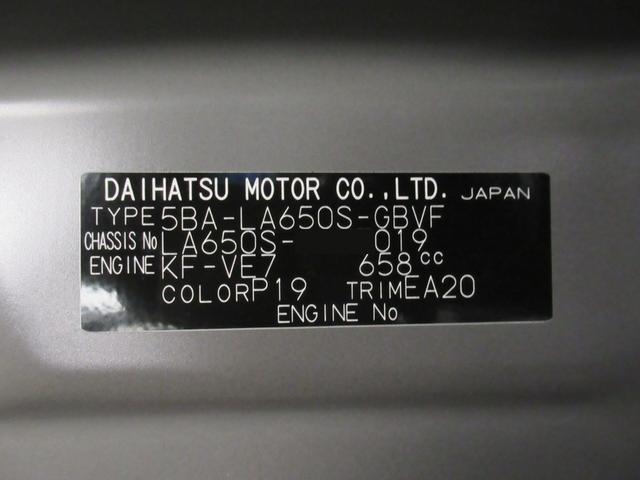 DAIHATSU MOTOR CO.,LTD. JAPAN
TYPE 5BA-LA650S-GBVF
CHASSIS No LA650S- 019
ENGINE KF-VE7 658cc
COLOR P19 TRIM EA20
ENGINE No